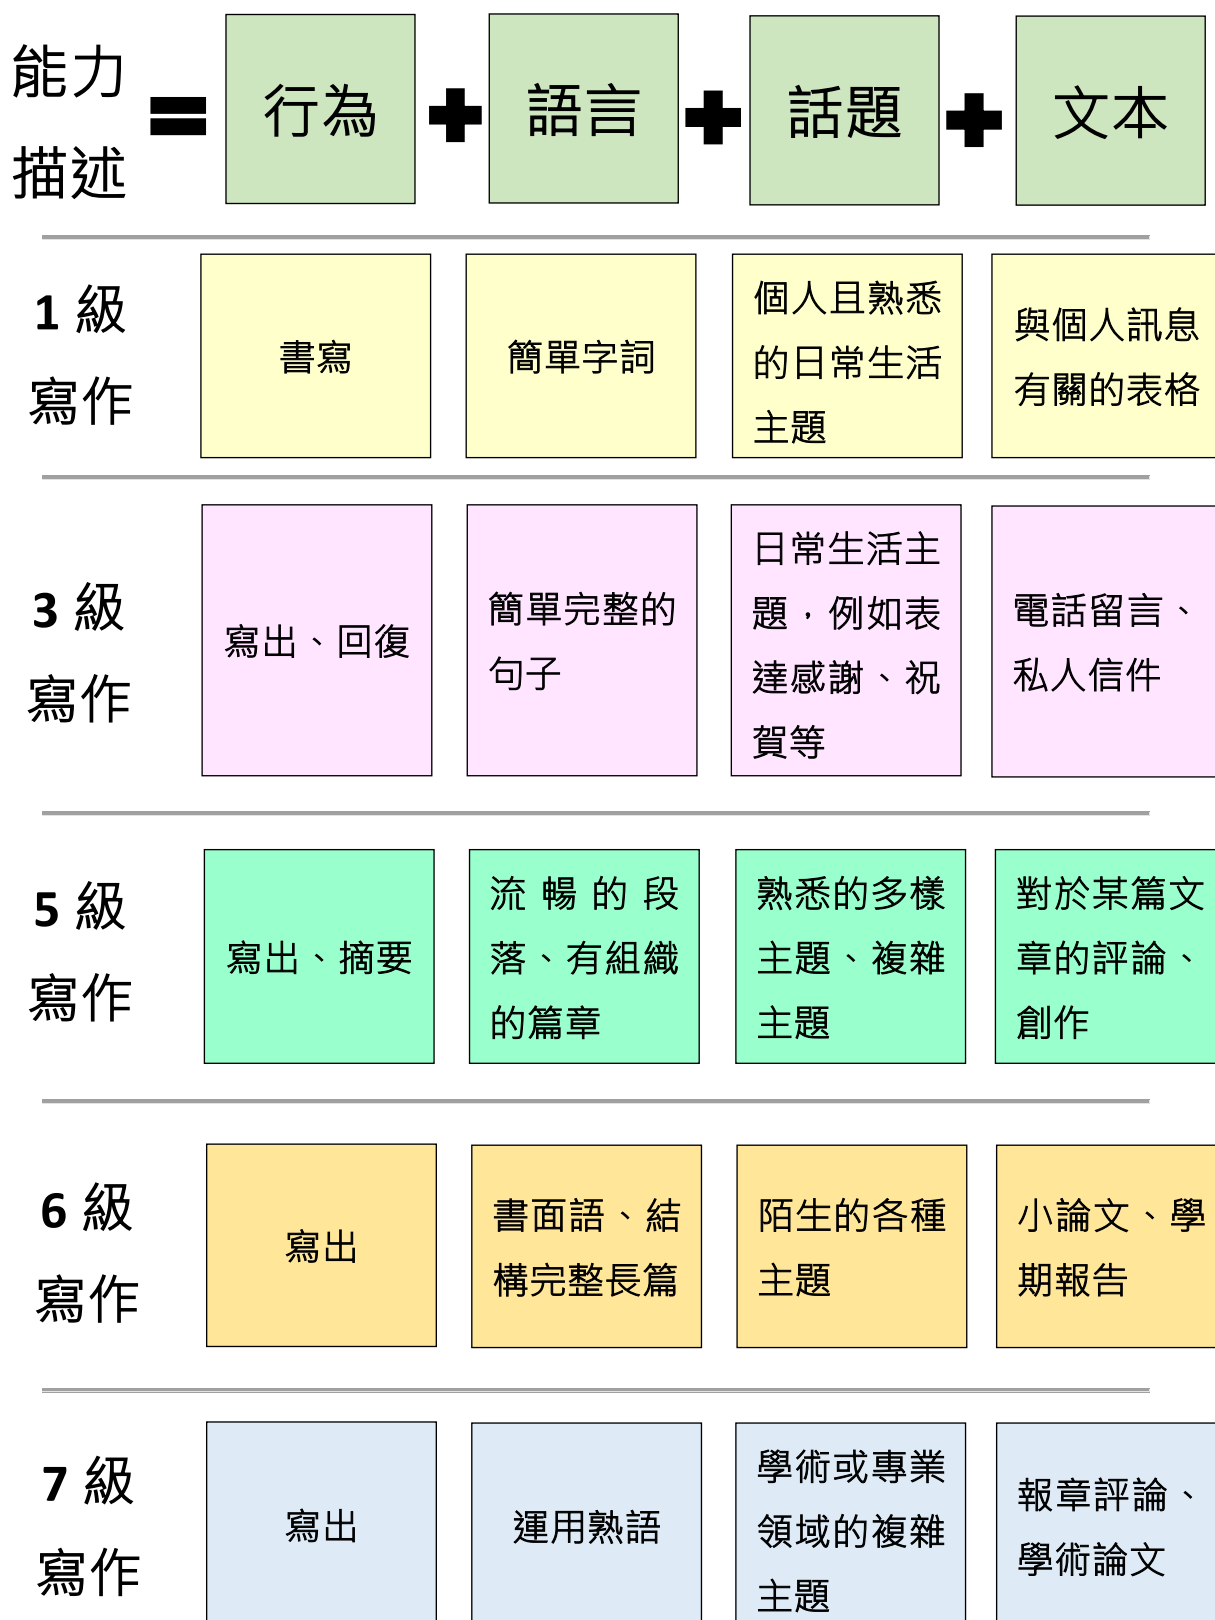 能力
描述
=
行為
+
語言
+
話題
+
文本
1 級
寫作
書寫
簡單字詞
個人且熟悉
的日常生活
主題
與個人訊息
有關的表格
3 級
寫作
寫出、回復
簡單完整的
句子
日常生活主
題，例如表
達感謝、祝
賀等
電話留言、
私人信件
5 級
寫作
寫出、摘要
流暢的段
落、有組織
的篇章
熟悉的多樣
主題、複雜
主題
對於某篇文
章的評論、
創作
6 級
寫作
寫出
書面語、結
構完整長篇
陌生的各種
主題
小論文、學
期報告
7 級
寫作
寫出
運用熟語
學術或專業
領域的複雜
主題
報章評論、
學術論文